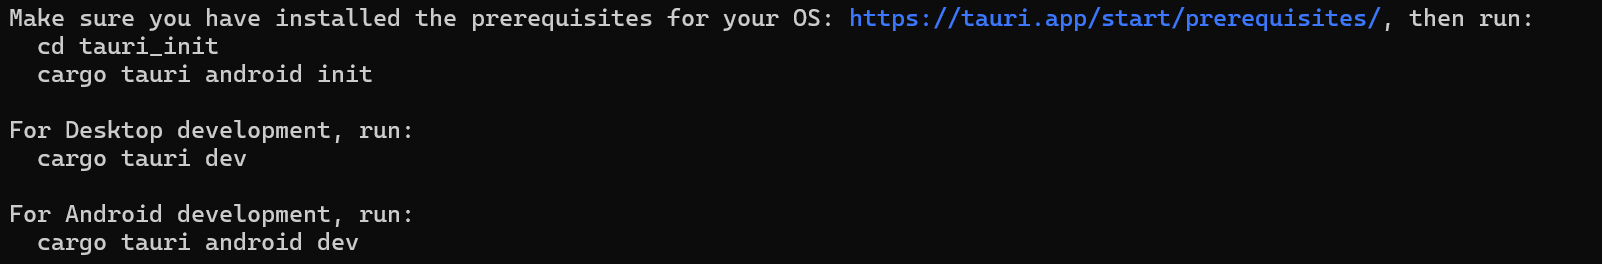 Make sure you have installed the prerequisites for your OS: https://tauri.app/start/prerequisites/, then run:
  cd tauri_init
  cargo tauri android init

For Desktop development, run:
  cargo tauri dev

For Android development, run:
  cargo tauri android dev